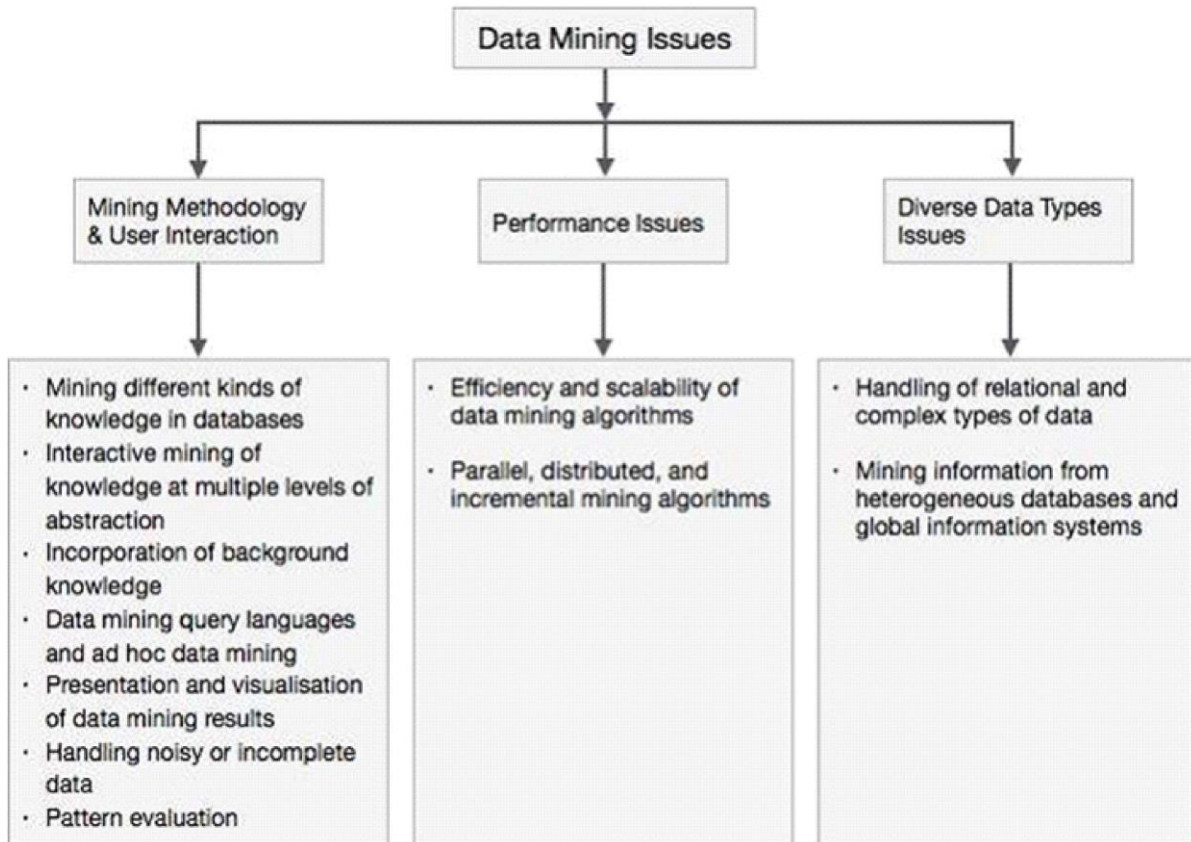 Data Mining Issues
Mining Methodology
& User Interaction
Performance Issues
Diverse Data Types
Issues
· Mining different kinds of
knowledge in databases
· Interactive mining of
knowledge at multiple levels of
abstraction
· Incorporation of background
knowledge
· Data mining query languages
and ad hoc data mining
· Presentation and visualisation
of data mining results
· Handling noisy or incomplete
data
· Pattern evaluation
· Efficiency and scalability of
data mining algorithms
· Parallel, distributed, and
incremental mining algorithms
· Handling of relational and
complex types of data
· Mining information from
heterogeneous databases and
global information systems